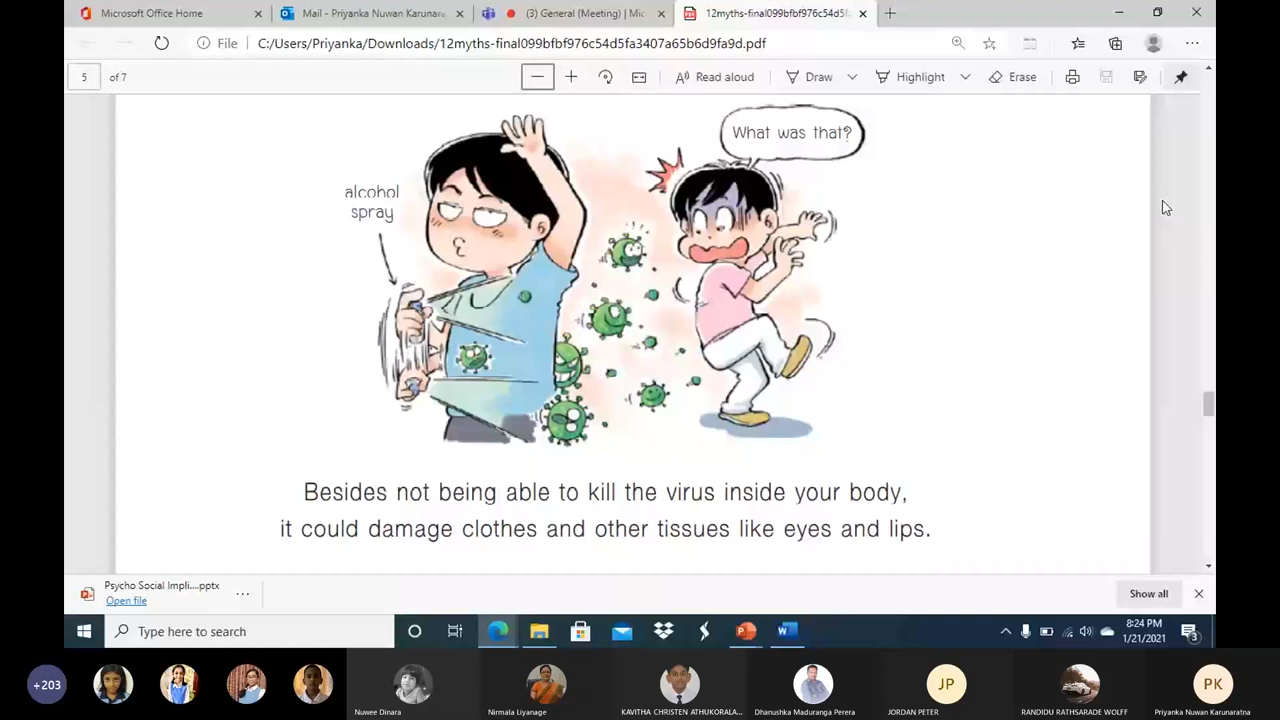 Microsoft Office Home
Mail - Priyanka Nuwan Karunare
(3) General (Meeting) | Mic
12myths-final099bfbf976c54d5fa
File C:/Users/Priyanka/Downloads/12myths-final099bfbf976c54d5fa3407a65b6d9fa9d.pdf
5 of 7
Read aloud
Draw
Highlight
Erase
What was that?
alcohol
spray
Besides not being able to kill the virus inside your body,
it could damage clothes and other tissues like eyes and lips.
Psycho Social Impli....pptx
Open file
Show all
Type here to search
8:24 PM
1/21/2021
3
+203
Nuwee Dinara
Nirmala Liyanage
KAVITHA CHRISTEN ATHUKORALA...
Dhanushka Maduranga Perera
JP
JORDAN PETER
RANDIDU RATHSARADE WOLFF
PK
Priyanka Nuwan Karunaratna